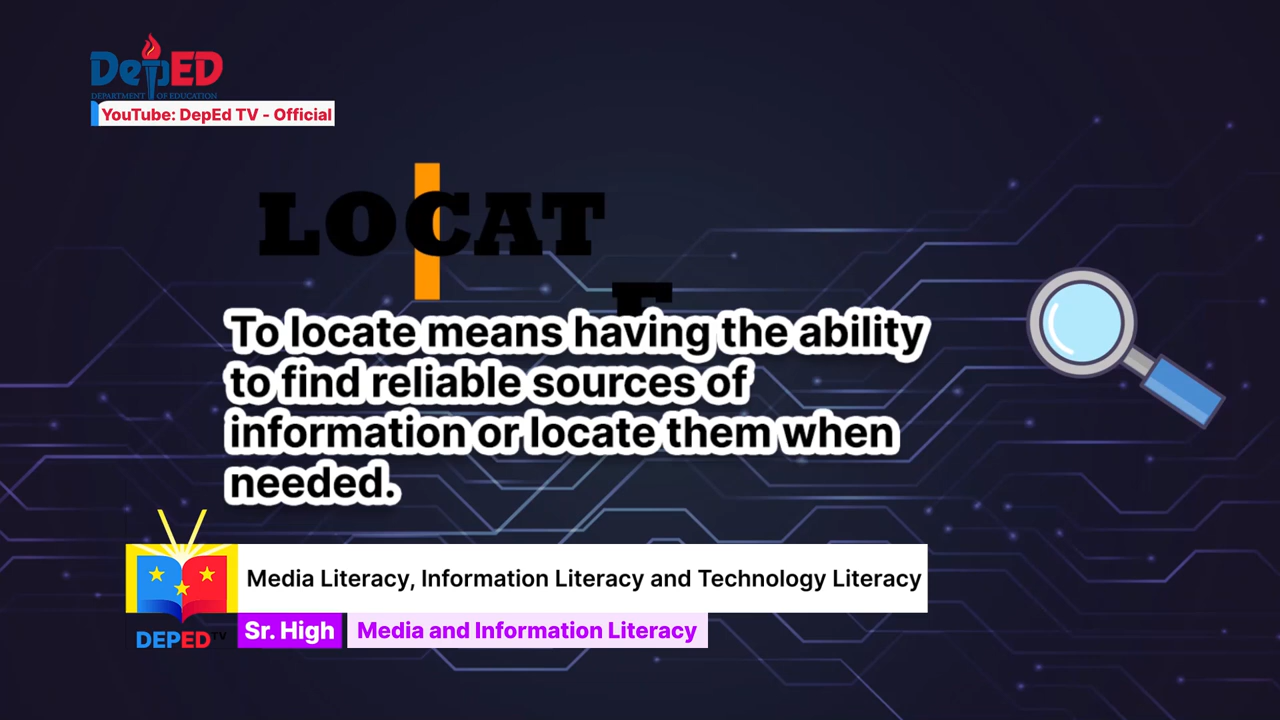 DepED
DEPARTMENT OF EDUCATION
YouTube: DepEd TV - Official
LOCAT
E
To locate means having the ability
to find reliable sources of
information or locate them when
needed.
Media Literacy, Information Literacy and Technology Literacy
DEPED TV
Sr. High
Media and Information Literacy